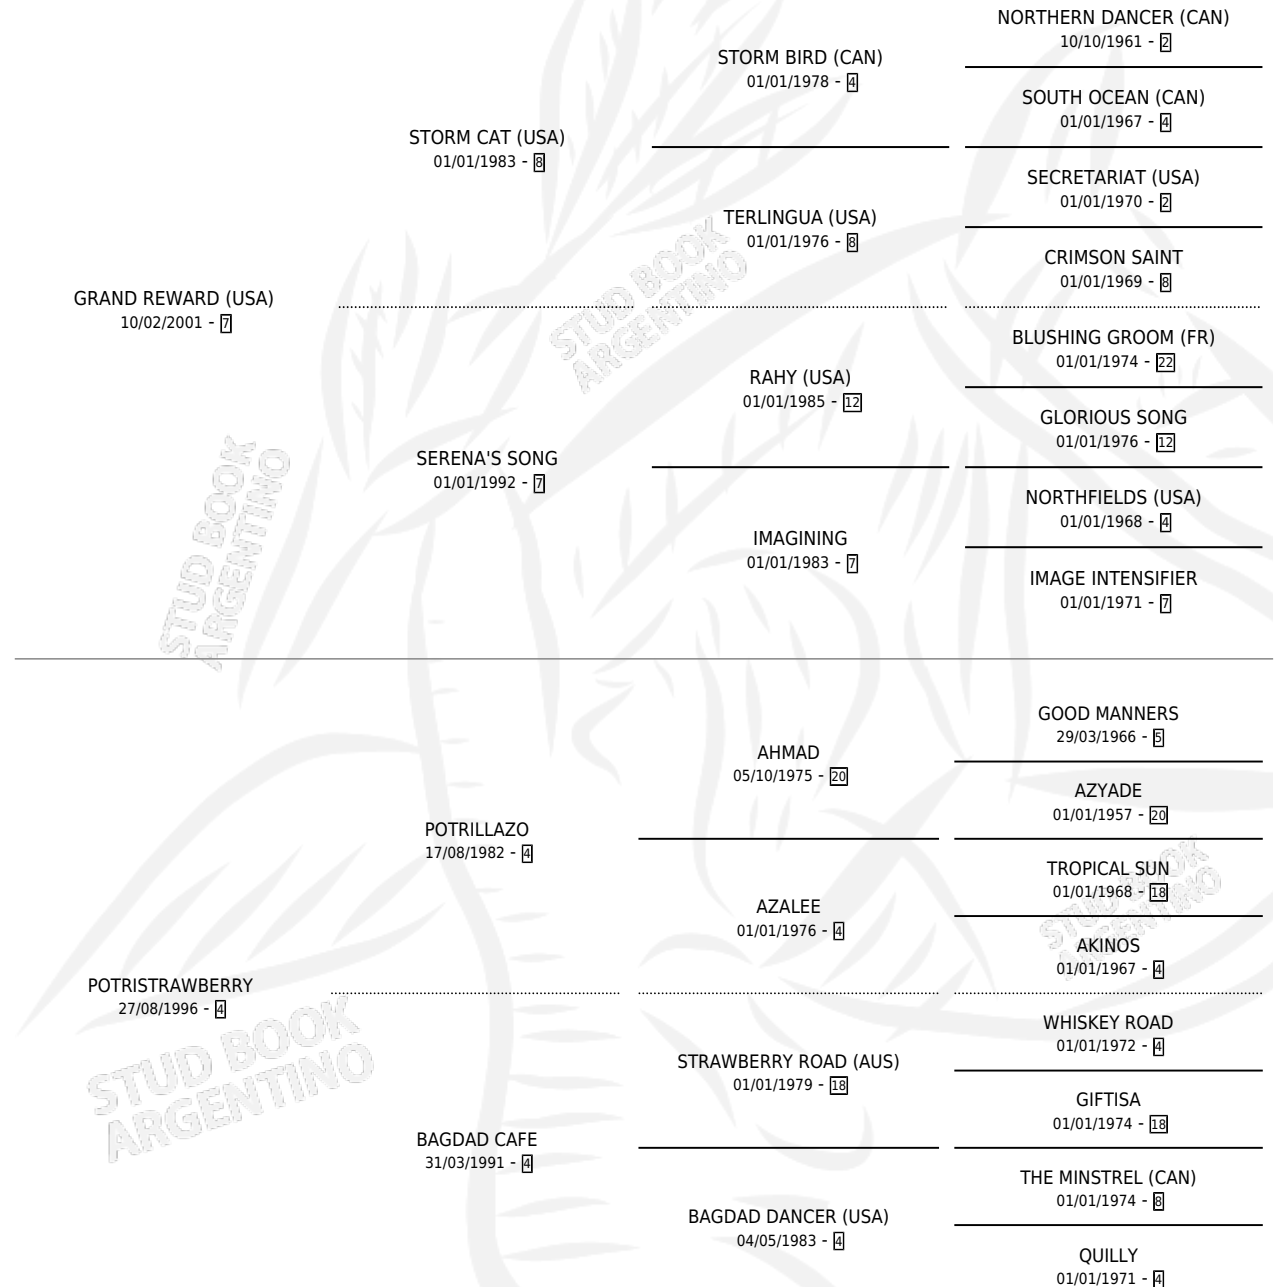 NORTHERN DANCER (CAN)
10/10/1961 - 2
STORM BIRD (CAN)
01/01/1978 - 4
SOUTH OCEAN (CAN)
01/01/1967 - 4
STORM CAT (USA)
01/01/1983 - 8
SECRETARIAT (USA)
01/01/1970 - 2
TERLINGUA (USA)
01/01/1976 - 8
CRIMSON SAINT
01/01/1969 - 8
GRAND REWARD (USA)
10/02/2001 - 7
STUD BOOK
ARGENTINO
BLUSHING GROOM (FR)
01/01/1974 - 22
RAHY (USA)
01/01/1985 - 12
GLORIOUS SONG
01/01/1976 - 12
SERENA'S SONG
01/01/1992 - 7
NORTHFIELDS (USA)
01/01/1968 - 4
IMAGINING
01/01/1983 - 7
IMAGE INTENSIFIER
01/01/1971 - 7
STUD BOOK
ARGENTINO
GOOD MANNERS
29/03/1966 - 5
AHMAD
05/10/1975 - 20
AZYADE
01/01/1957 - 20
POTRILLAZO
17/08/1982 - 4
TROPICAL SUN
01/01/1968 - 18
AZALEE
01/01/1976 - 4
STUD BOOK
ARGENTINO
AKINOS
01/01/1967 - 4
POTRISTRAWBERRY
27/08/1996 - 4
STUD BOOK
ARGENTINO
WHISKEY ROAD
01/01/1972 - 4
STRAWBERRY ROAD (AUS)
01/01/1979 - 18
GIFTISA
01/01/1974 - 18
BAGDAD CAFE
31/03/1991 - 4
THE MINSTREL (CAN)
01/01/1974 - 8
BAGDAD DANCER (USA)
04/05/1983 - 4
QUILLY
01/01/1971 - 4